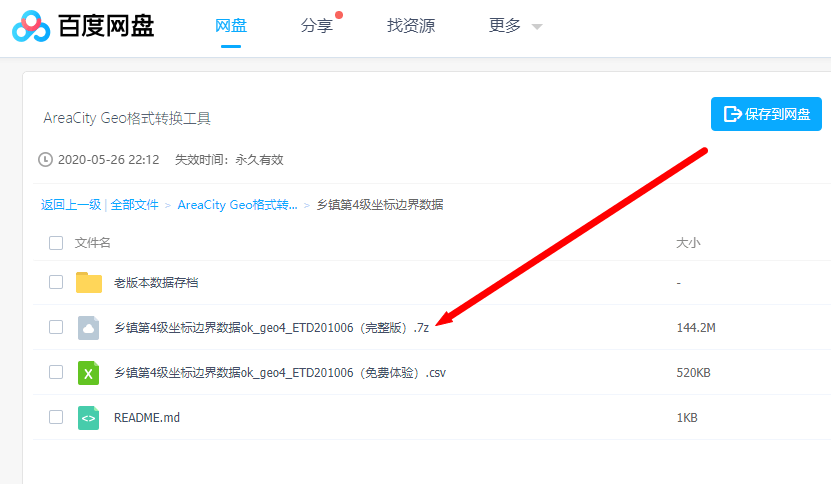 百度网盘 网盘 分享 找资源 更多
AreaCity Geo格式转换工具
保存到网盘
2020-05-26 22:12 失效时间：永久有效
返回上一级 | 全部文件 > AreaCity Geo格式转... > 乡镇第4级坐标边界数据
文件名 大小
老版本数据存档 -
乡镇第4级坐标边界数据ok_geo4_ETD201006（完整版）.7z 144.2M
乡镇第4级坐标边界数据ok_geo4_ETD201006（免费体验）.csv 520KB
README.md 1KB